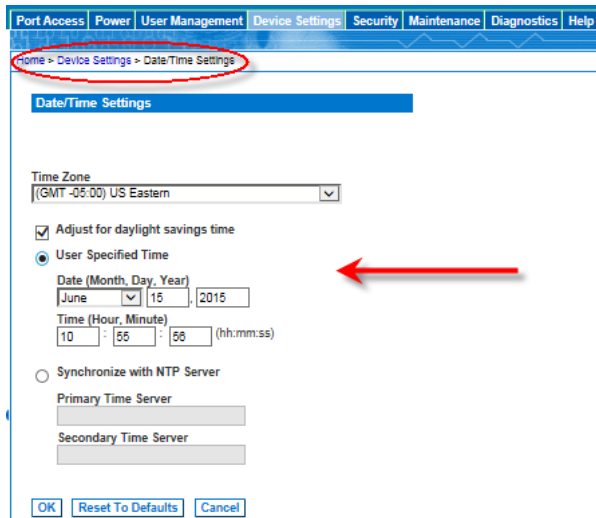 Port Access Power User Management Device Settings Security Maintenance Diagnostics Help
Home > Device Settings > Date/Time Settings
Date/Time Settings
Time Zone
(GMT -05:00) US Eastern
Adjust for daylight savings time
User Specified Time
Date (Month, Day, Year)
June 15 , 2015
Time (Hour, Minute)
10 : 55 : 56 (hh:mm:ss)
Synchronize with NTP Server
Primary Time Server
Secondary Time Server
OK Reset To Defaults Cancel